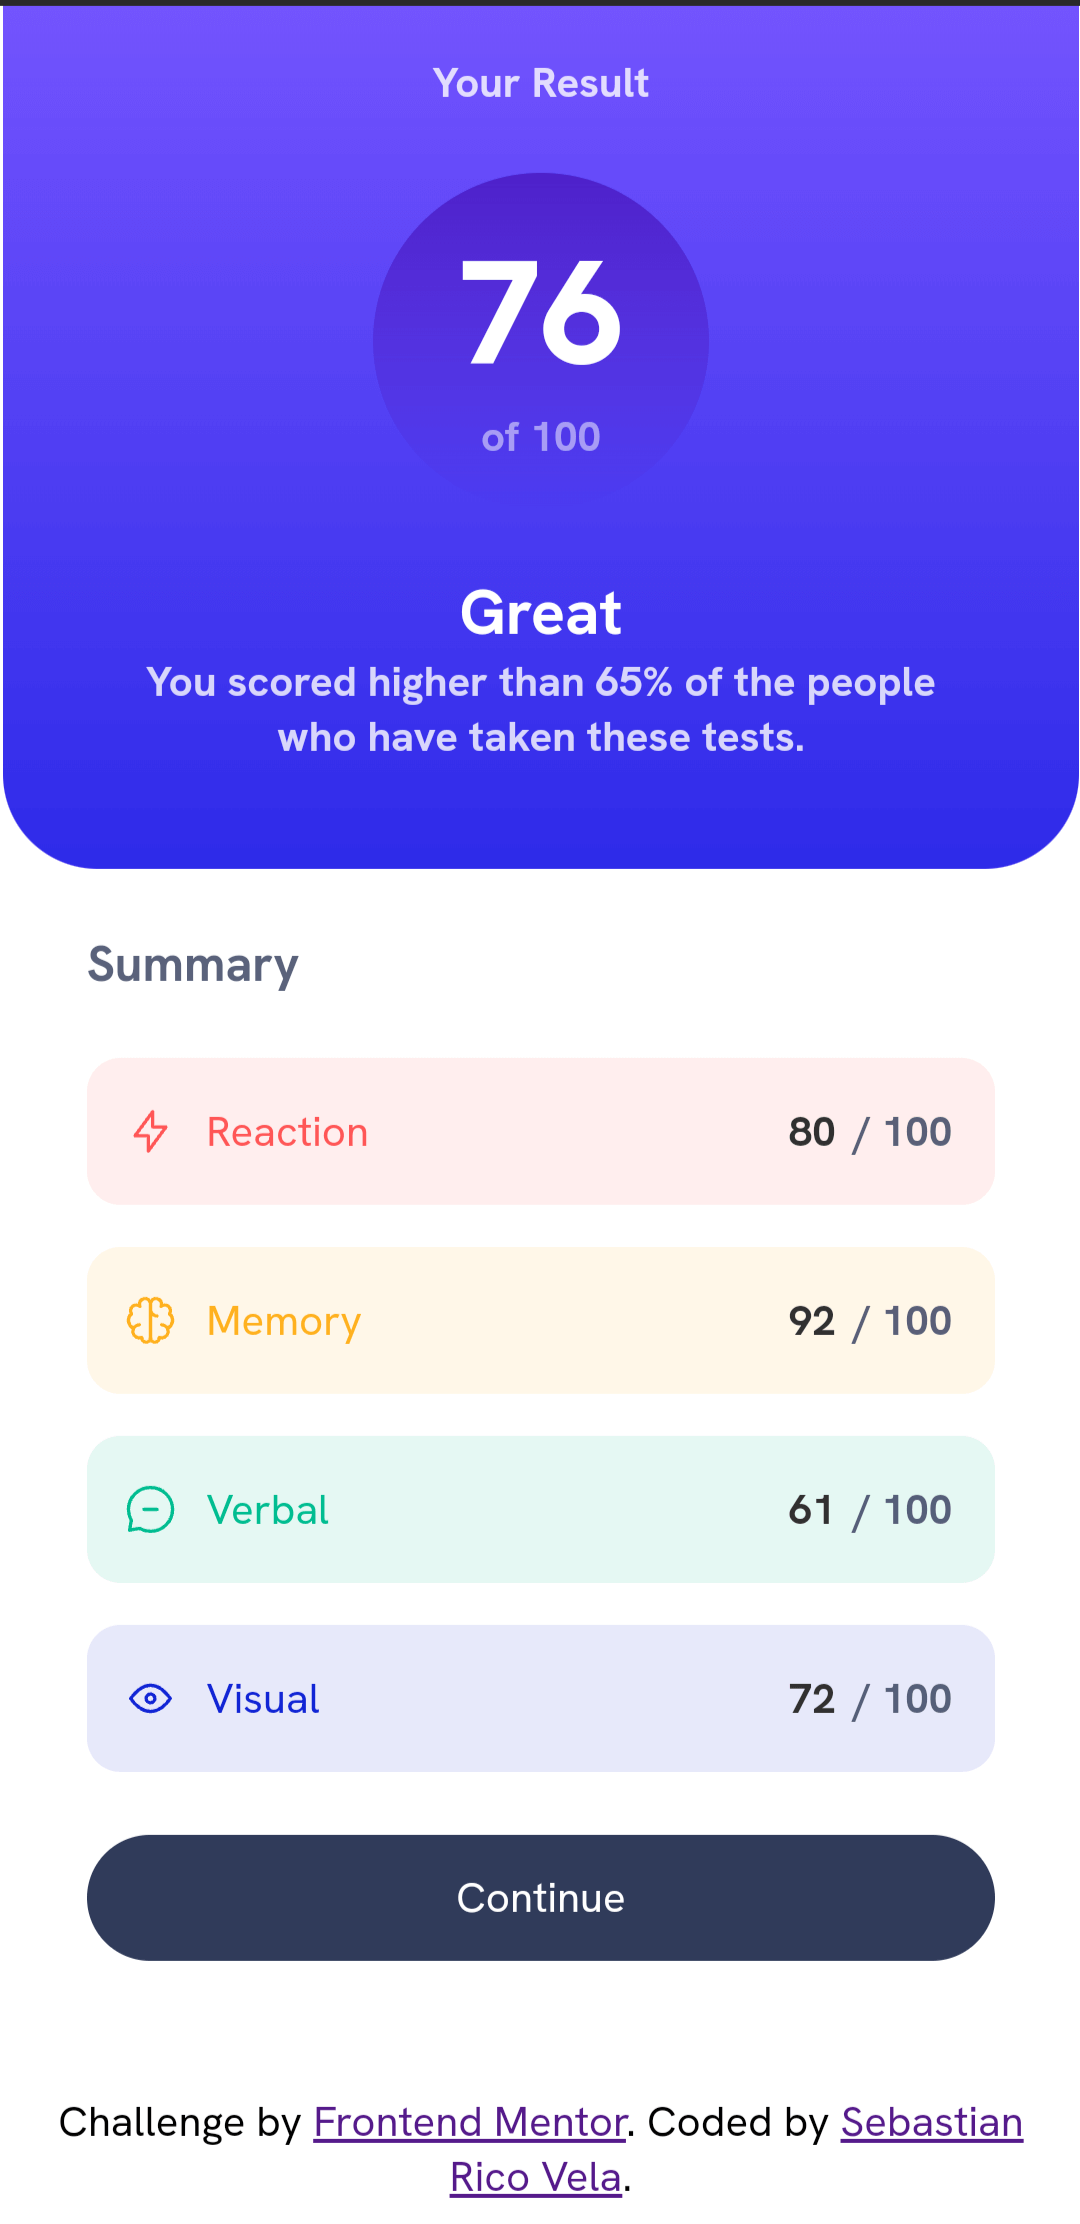 Your Result
76
of 100
Great
You scored higher than 65% of the people
who have taken these tests.
Summary
Reaction 80 / 100
Memory 92 / 100
Verbal 61 / 100
Visual 72 / 100
Continue
Challenge by Frontend Mentor. Coded by Sebastian
Rico Vela.